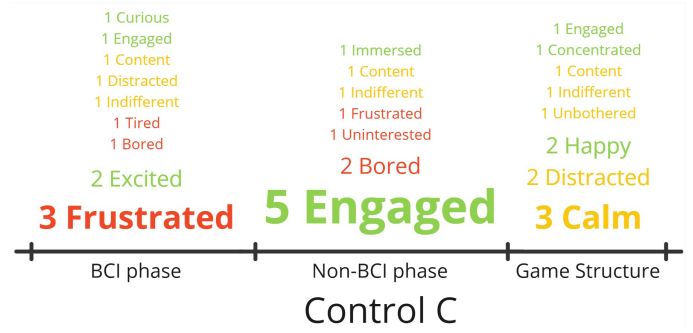 1 Curious
1 Engaged
1 Content
1 Distracted
1 Indifferent
1 Tired
1 Bored
2 Excited
3 Frustrated
1 Immersed
1 Content
1 Indifferent
1 Frustrated
1 Uninterested
2 Bored
5 Engaged
1 Engaged
1 Concentrated
1 Content
1 Indifferent
1 Unbothered
2 Happy
2 Distracted
3 Calm
BCI phase
Non-BCI phase
Game Structure
Control C